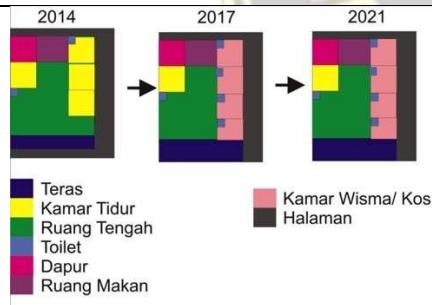 2014
2017
2021
Teras
Kamar Tidur
Ruang Tengah
Toilet
Dapur
Ruang Makan
Kamar Wisma/ Kos
Halaman